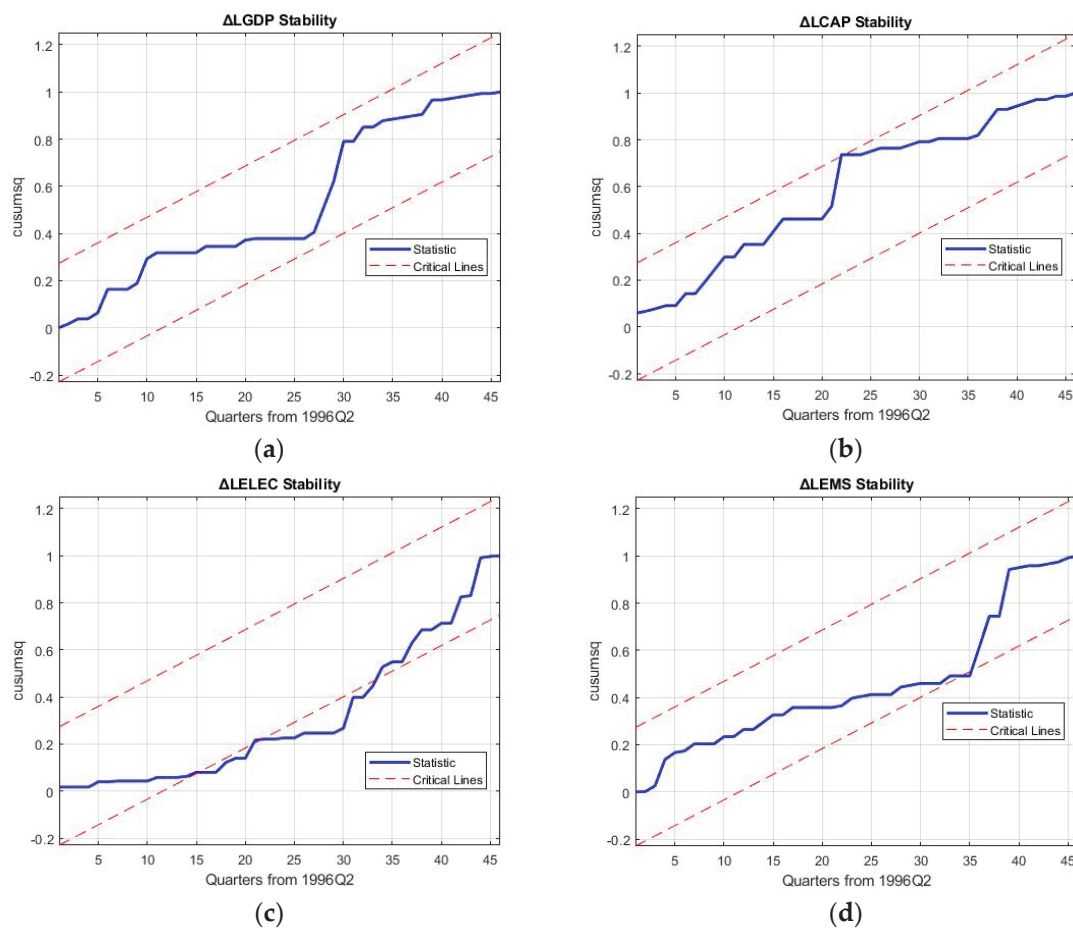 ΔLGDP Stability
1.2
1
0.8
0.6
0.4
0.2
0
-0.2
cusumsq
Statistic
Critical Lines
5 10 15 20 25 30 35 40 45
Quarters from 1996Q2
(a)
ΔLCAP Stability
1.2
1
0.8
0.6
0.4
0.2
0
-0.2
cusumsq
Statistic
Critical Lines
5 10 15 20 25 30 35 40 45
Quarters from 1996Q2
(b)
ΔLELEC Stability
1.2
1
0.8
0.6
0.4
0.2
0
-0.2
cusumsq
Statistic
Critical Lines
5 10 15 20 25 30 35 40 45
Quarters from 1996Q2
(c)
ΔLEMS Stability
1.2
1
0.8
0.6
0.4
0.2
0
-0.2
cusumsq
Statistic
Critical Lines
5 10 15 20 25 30 35 40 45
Quarters from 1996Q2
(d)